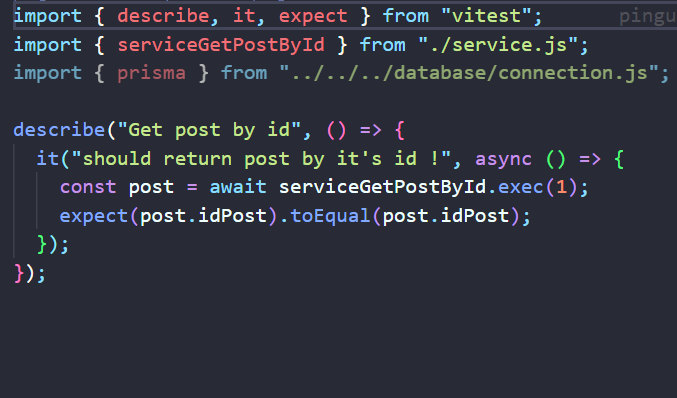 import { describe, it, expect } from "vitest"; pingu
import { serviceGetPostById } from "./service.js";
import { prisma } from "../../../database/connection.js";
describe("Get post by id", () => {
it("should return post by it's id !", async () => {
const post = await serviceGetPostById.exec(1);
expect(post.idPost).toEqual(post.idPost);
});
});